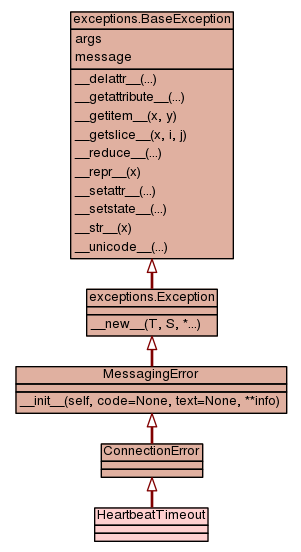 exceptions.BaseException
args
message
__delattr__(...)
__getattribute__(...)
__getitem__(x, y)
__getslice__(x, i, j)
__reduce__(...)
__repr__(x)
__setattr__(...)
__setstate__(...)
__str__(x)
__unicode__(...)
exceptions.Exception
__new__(T, S, *...)
MessagingError
__init__(self, code=None, text=None, **info)
ConnectionError
HeartbeatTimeout